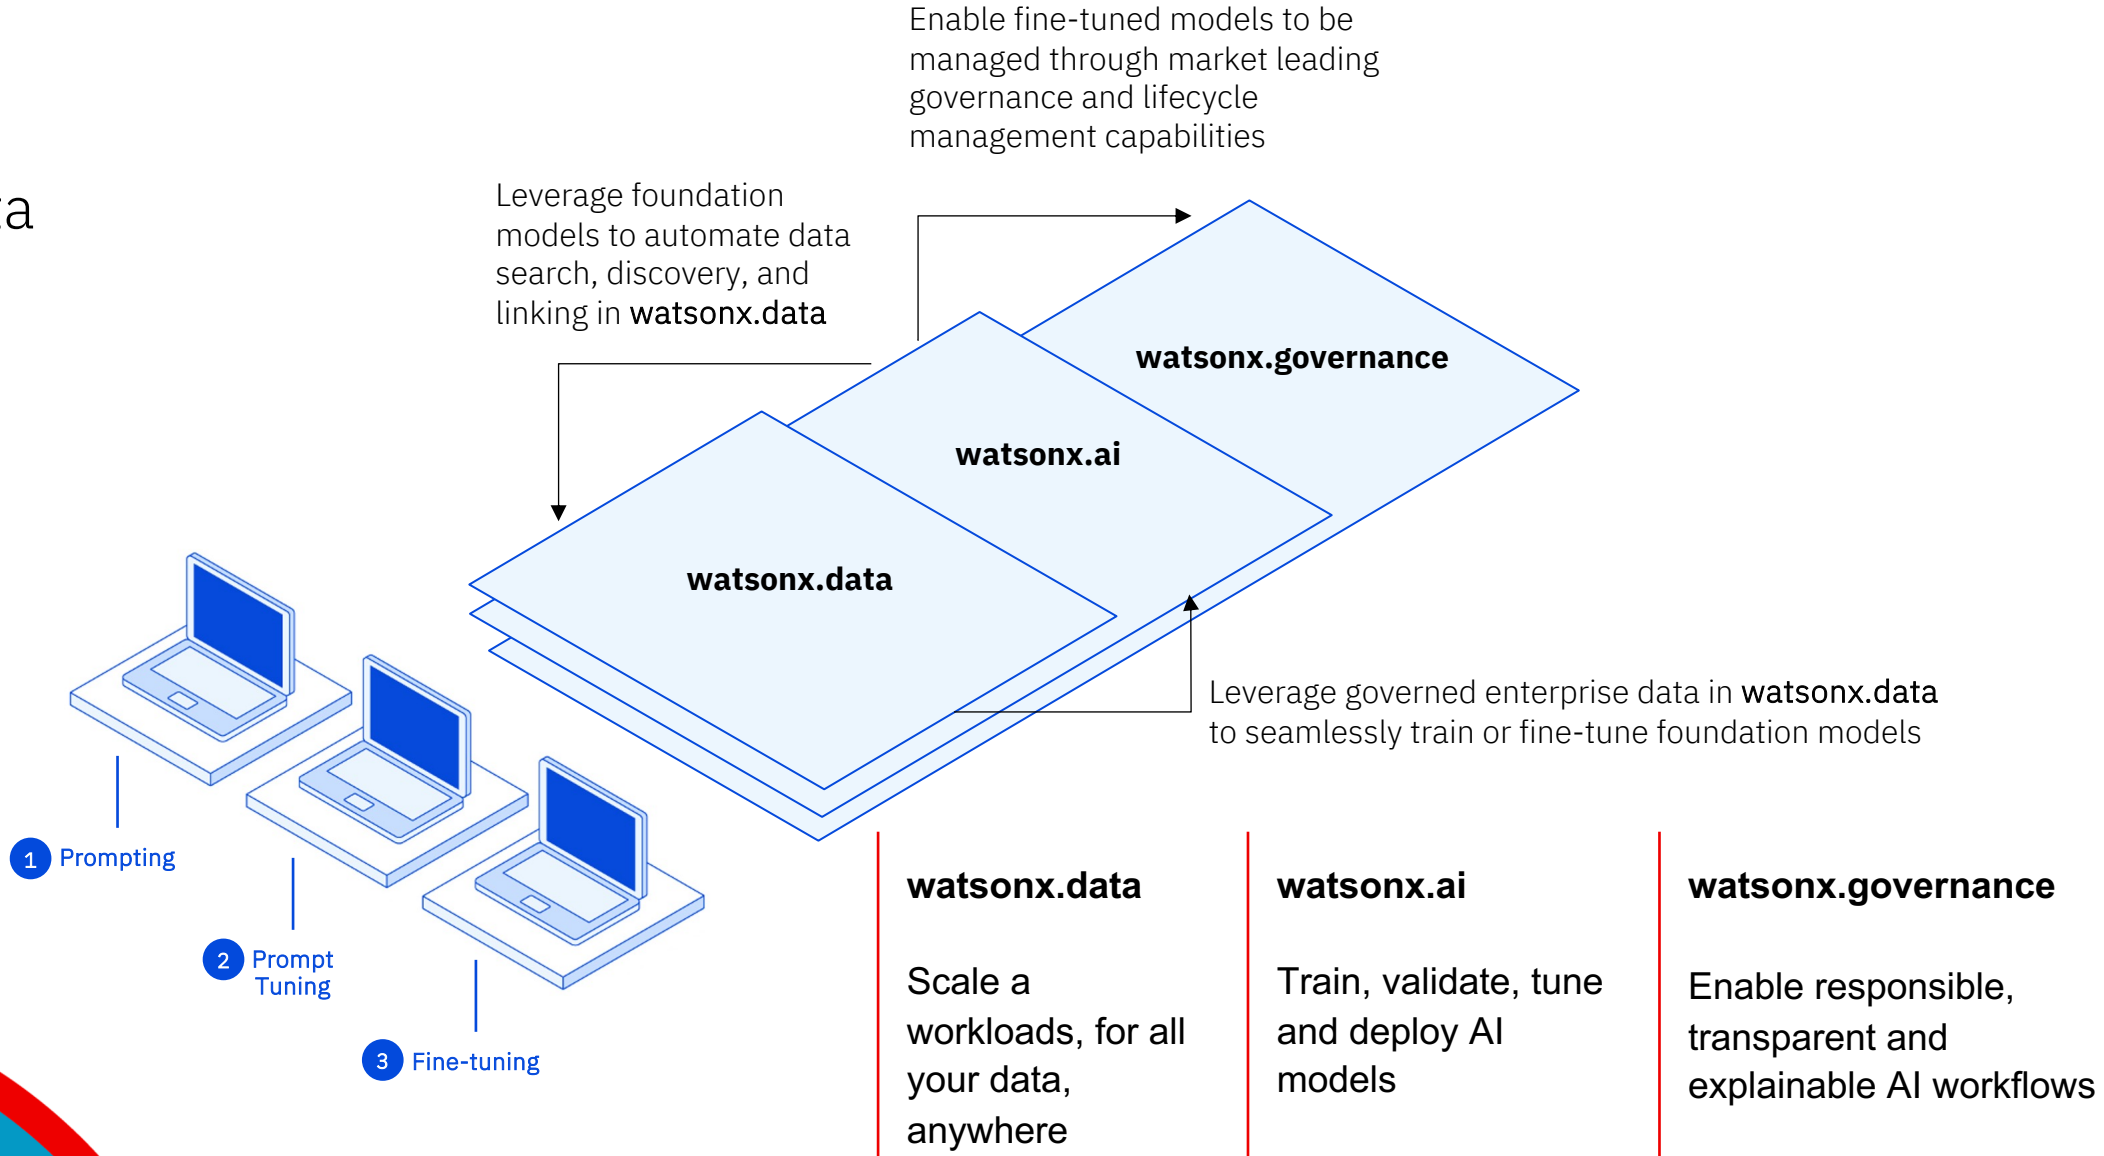 Enable fine-tuned models to be
managed through market leading
governance and lifecycle
management capabilities
Leverage foundation
models to automate data
search, discovery, and
linking in watsonx.data
watsonx.governance
watsonx.ai
watsonx.data
Leverage governed enterprise data in watsonx.data
to seamlessly train or fine-tune foundation models
1 Prompting
2 Prompt
Tuning
3 Fine-tuning
watsonx.data
Scale a
workloads, for all
your data,
anywhere
watsonx.ai
Train, validate, tune
and deploy AI
models
watsonx.governance
Enable responsible,
transparent and
explainable AI workflows